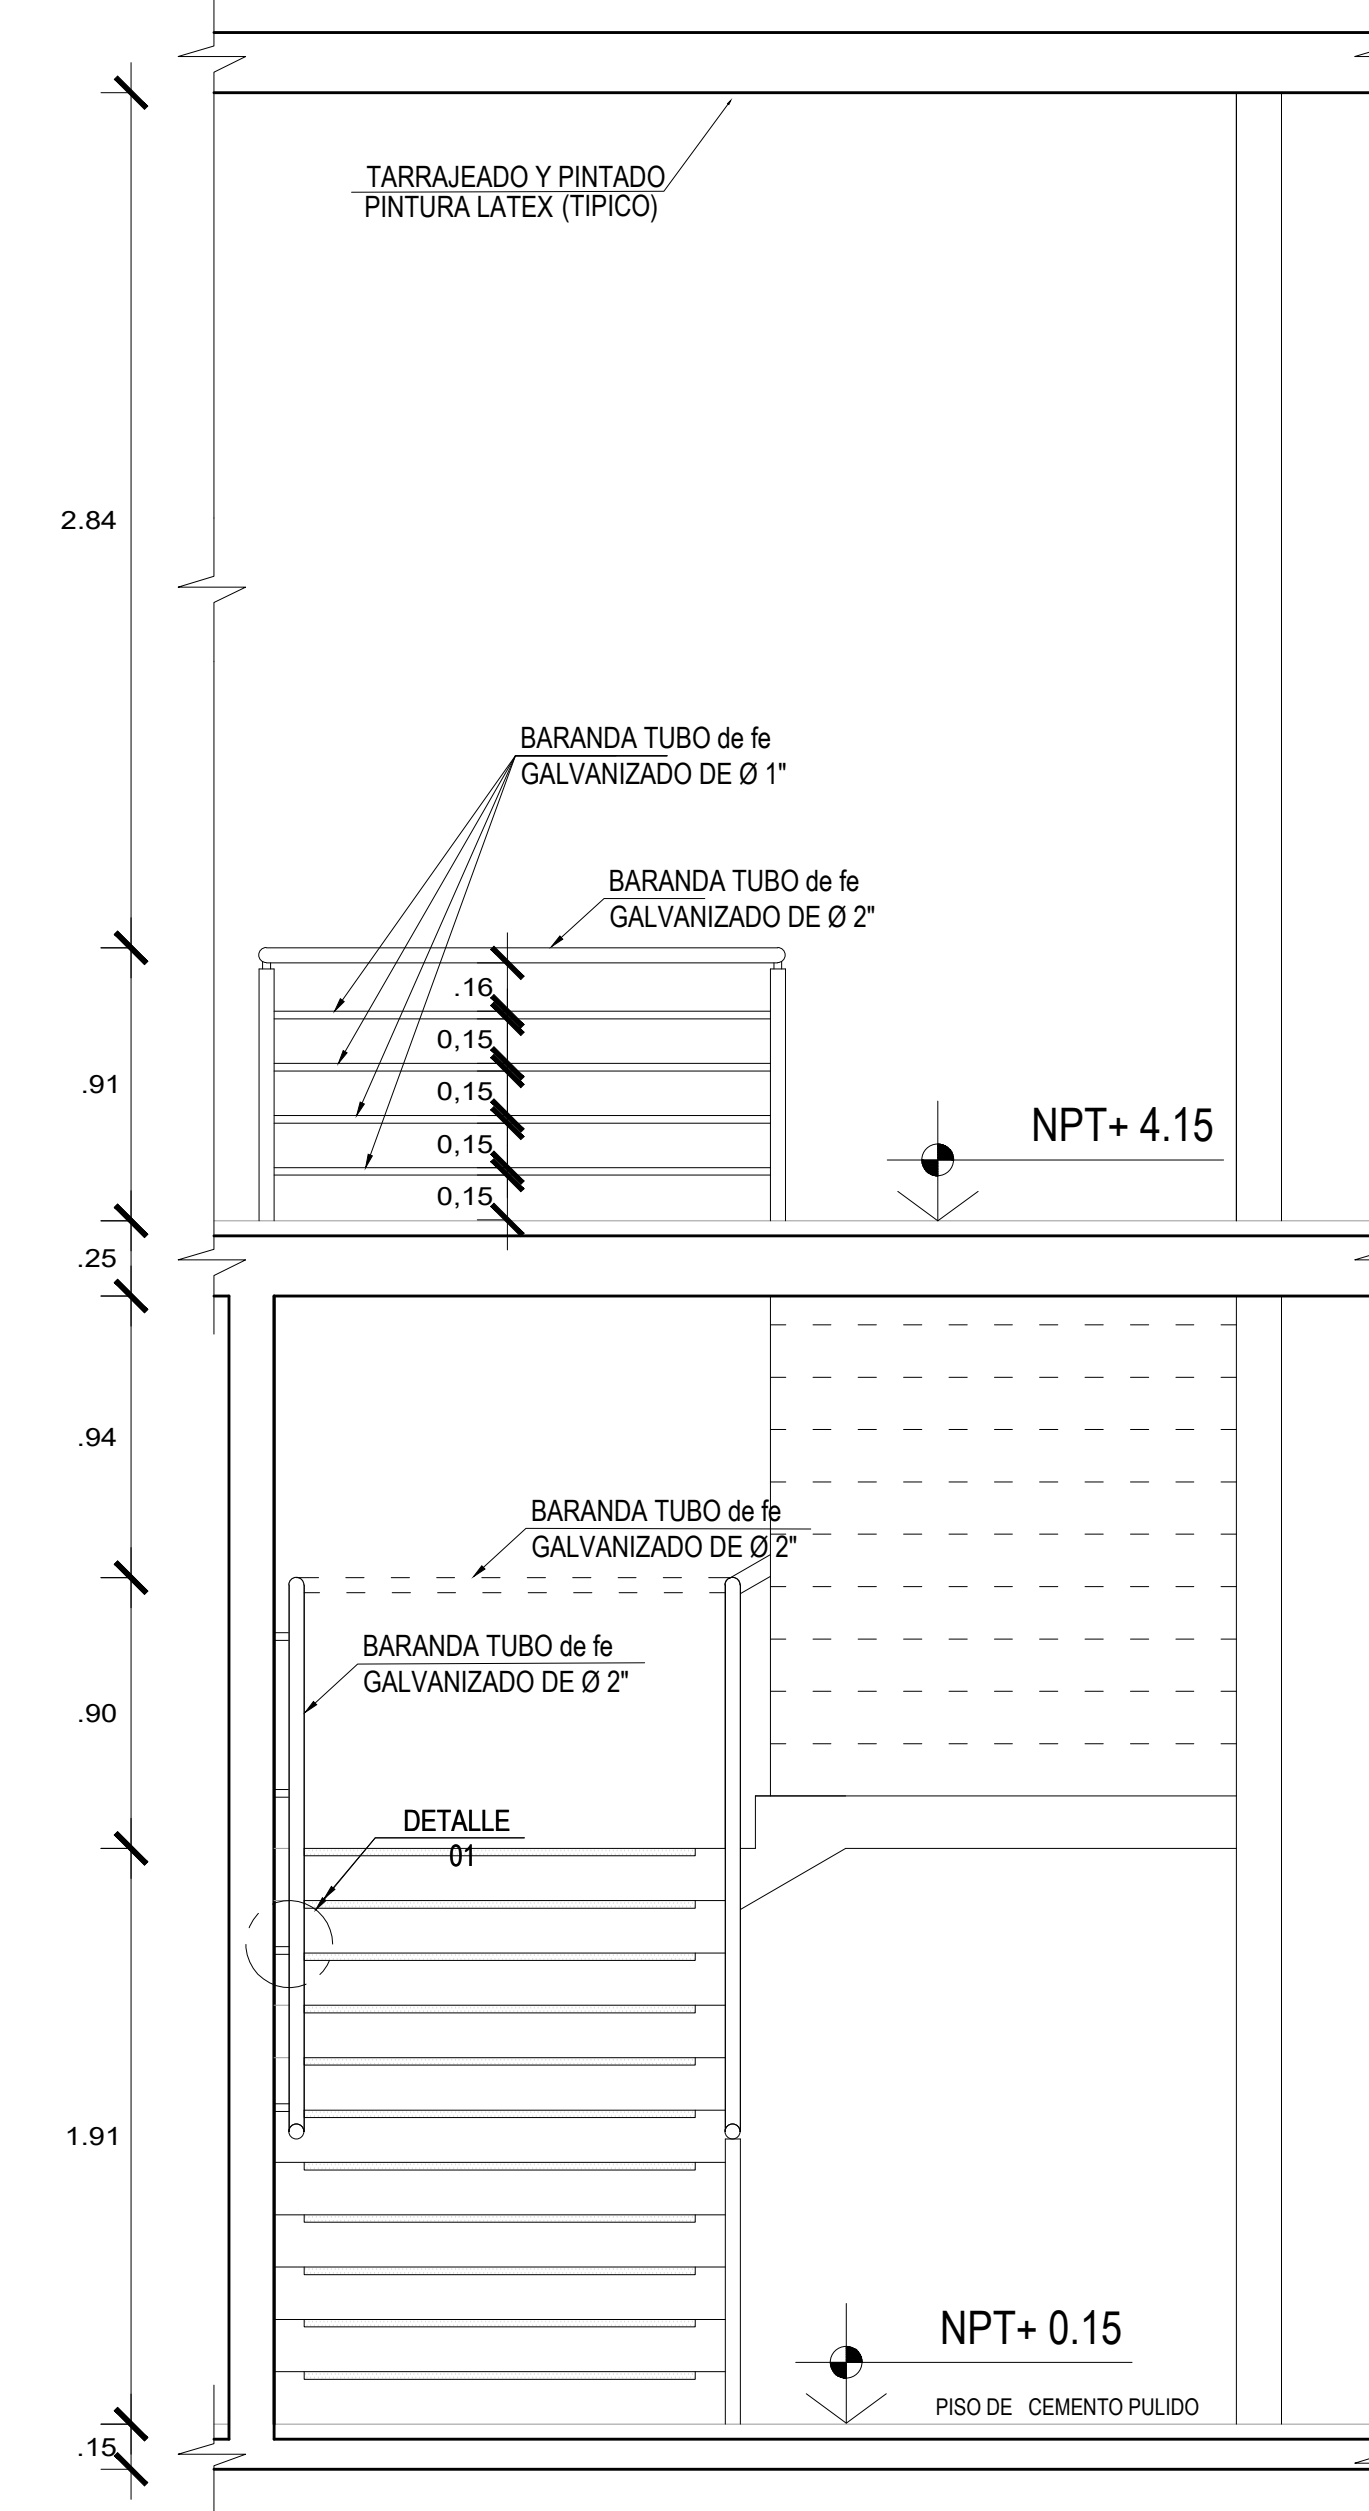 TARRAJEADO Y PINTADO
PINTURA LATEX (TIPICO)
2.84
BARANDA TUBO de fe
GALVANIZADO DE Ø 1"
BARANDA TUBO de fe
GALVANIZADO DE Ø 2"
.16
0,15
0,15
0,15
0,15
.91
NPT+ 4.15
.25
.94
BARANDA TUBO de fe
GALVANIZADO DE Ø 2"
BARANDA TUBO de fe
GALVANIZADO DE Ø 2"
.90
DETALLE
01
1.91
NPT+ 0.15
PISO DE CEMENTO PULIDO
.15